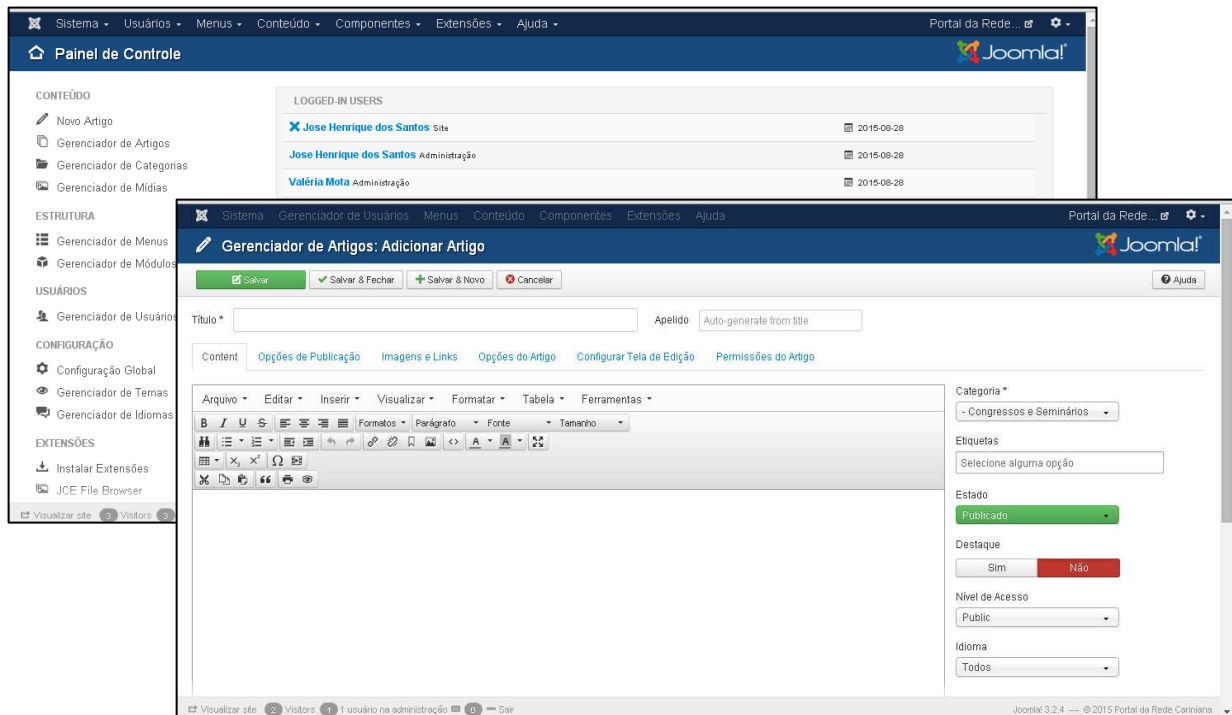 Sistema Usuários Menus Conteúdo Componentes Extensões Ajuda Portal da Rede...
Painel de Controle Joomla!
CONTEÚDO
Novo Artigo
Gerenciador de Artigos
Gerenciador de Categorias
Gerenciador de Mídias
ESTRUTURA
Gerenciador de Menus
Gerenciador de Módulos
USUÁRIOS
Gerenciador de Usuários
CONFIGURAÇÃO
Configuração Global
Gerenciador de Temas
Gerenciador de Idiomas
EXTENSÕES
Instalar Extensões
JCE File Browser
Visualizar site 3 Visitors 3
LOGGED-IN USERS
Jose Henrique dos Santos Site 2015-08-28
Jose Henrique dos Santos Administração 2015-08-28
Valéria Mota Administração 2015-08-28
Sistema Gerenciador de Usuários Menus Conteúdo Componentes Extensões Ajuda Portal da Rede...
Gerenciador de Artigos: Adicionar Artigo Joomla!
Salvar Salvar & Fechar Salvar & Novo Cancelar Ajuda
Título * Apelido Auto-generate from title
Content Opções de Publicação Imagens e Links Opções do Artigo Configurar Tela de Edição Permissões do Artigo
Arquivo Editar Inserir Visualizar Formatar Tabela Ferramentas
B I U S Formatos Parágrafo Fonte Tamanho
A A
x₂ x² Ω
Categoria *
- Congressos e Seminários
Etiquetas
Selecione alguma opção
Estado
Publicado
Destaque
Sim Não
Nível de Acesso
Public
Idioma
Todos
Visualizar site 2 Visitors 1 1 usuário na administração 0 Sair Joomla! 3.2.4 — © 2015 Portal da Rede Cariniana